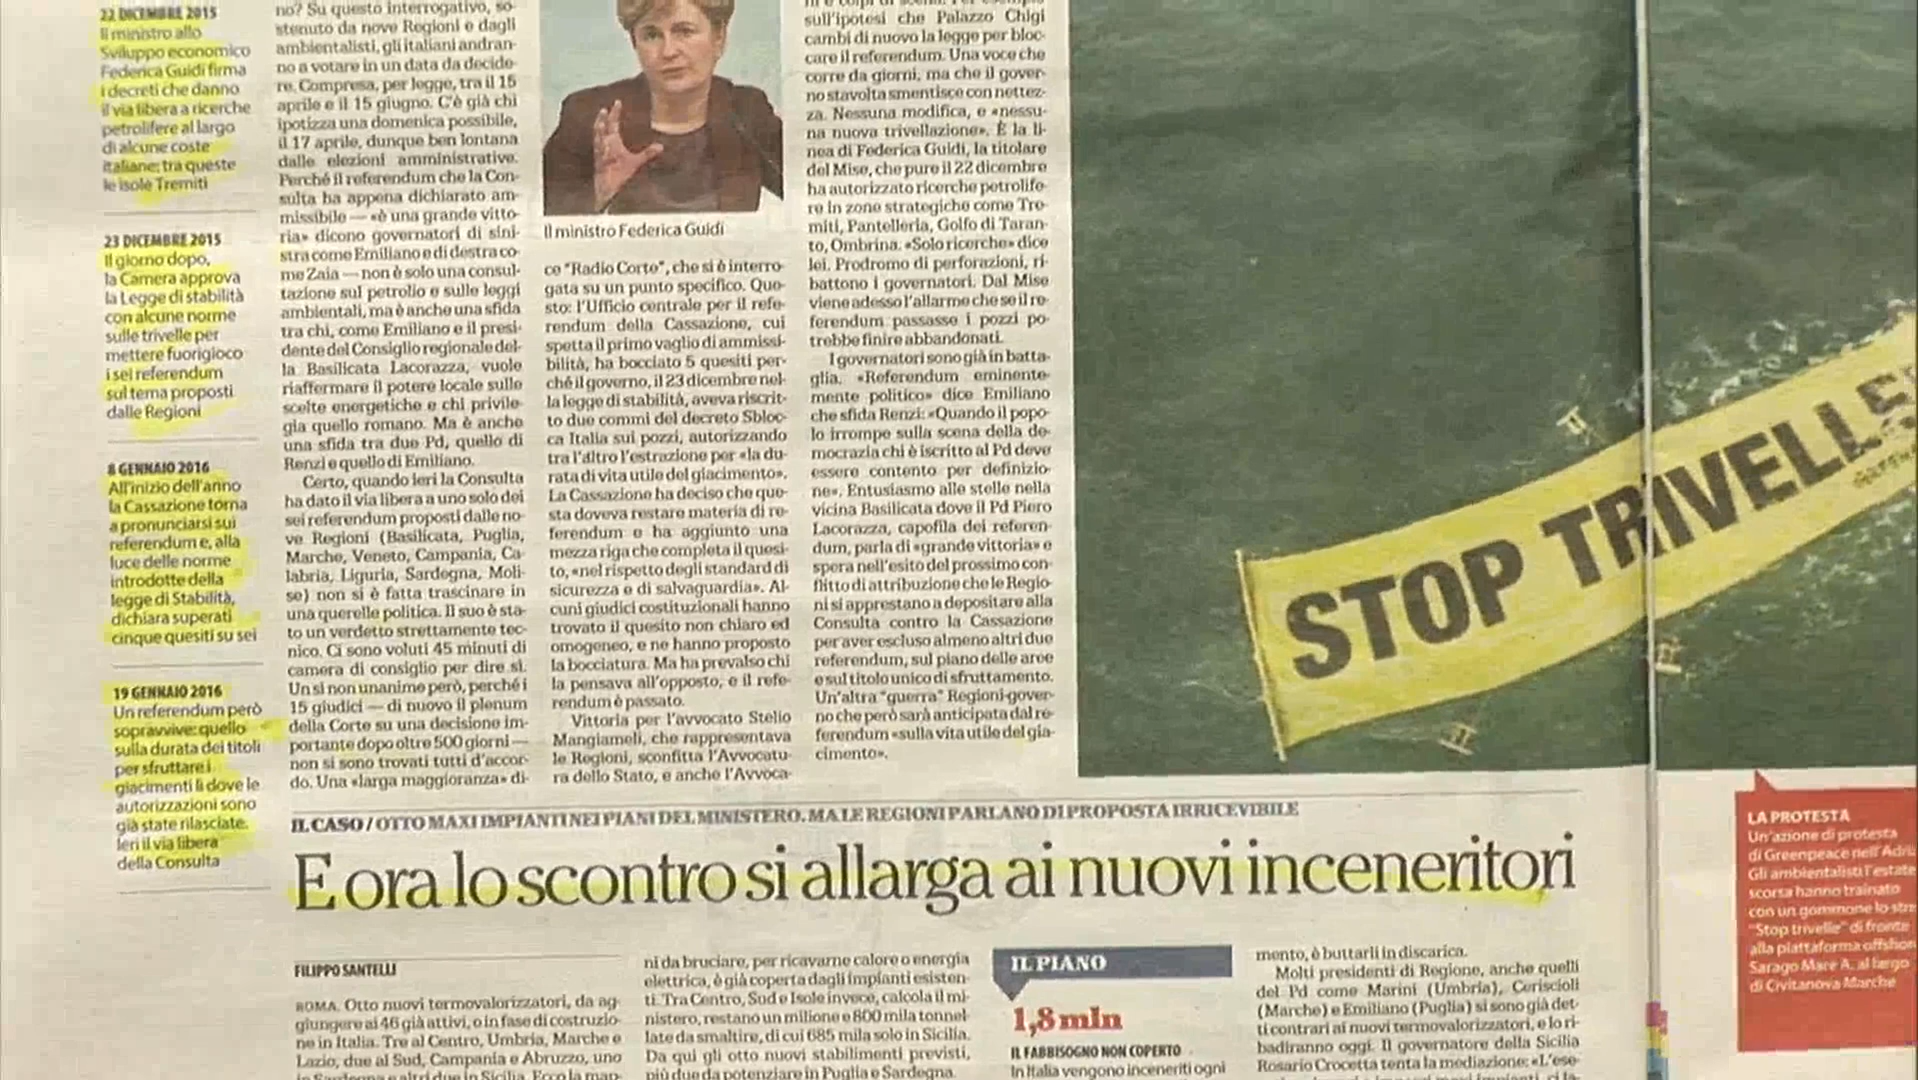 22 DICEMBRE 2015
Il ministro allo
Sviluppo economico
Federica Guidi firma
i decreti che danno
il via libera a ricerche
petrolifere al largo
di alcune coste
italiane: tra queste
le isole Tremiti
23 DICEMBRE 2015
Il giorno dopo,
la Camera approva
la Legge di stabilità
con alcune norme
sulle trivelle per
mettere fuorigioco
i sei referendum
sul tema proposti
dalle Regioni
8 GENNAIO 2016
All'inizio dell'anno
la Cassazione torna
a pronunciarsi sui
referendum e, alla
luce delle norme
introdotte della
legge di Stabilità,
dichiara superati
cinque quesiti su sei
19 GENNAIO 2016
Un referendum però
sopravvive: quello
sulla durata dei titoli
per sfruttare i
giacimenti lì dove le
autorizzazioni sono
già state rilasciate.
Ieri il via libera
della Consulta
no? Su questo interrogativo, so-
stenuto da nove Regioni e dagli
ambientalisti, gli italiani andran-
no a votare in un data da decide-
re. Compresa, per legge, tra il 15
aprile e il 15 giugno. C'è già chi
ipotizza una domenica possibile,
il 17 aprile, dunque ben lontana
dalle elezioni amministrative.
Perché il referendum che la Con-
sulta ha appena dichiarato am-
missibile — «è una grande vitto-
ria» dicono governatori di sini-
stra come Emiliano e di destra co-
me Zaia — non è solo una consul-
tazione sul petrolio e sulle leggi
ambientali, ma è anche una sfida
tra chi, come Emiliano e il presi-
dente del Consiglio regionale del-
la Basilicata Lacorazza, vuole
riaffermare il potere locale sulle
scelte energetiche e chi privile-
gia quello romano. Ma è anche
una sfida tra due Pd, quello di
Renzi e quello di Emiliano.
Certo, quando ieri la Consulta
ha dato il via libera a uno solo dei
sei referendum proposti dalle no-
ve Regioni (Basilicata, Puglia,
Marche, Veneto, Campania, Ca-
labria, Liguria, Sardegna, Moli-
se) non si è fatta trascinare in
una querelle politica. Il suo è sta-
to un verdetto strettamente tec-
nico. Ci sono voluti 45 minuti di
camera di consiglio per dire sì.
Un sì non unanime però, perché i
15 giudici — di nuovo il plenum
della Corte su una decisione im-
portante dopo oltre 500 giorni —
non si sono trovati tutti d'accor-
do. Una «larga maggioranza» di-
Il ministro Federica Guidi
ce "Radio Corte", che si è interro-
gata su un punto specifico. Que-
sto: l'Ufficio centrale per il refe-
rendum della Cassazione, cui
spetta il primo vaglio di ammissi-
bilità, ha bocciato 5 quesiti per-
ché il governo, il 23 dicembre nel-
la legge di stabilità, aveva riscrit-
to due commi del decreto Sbloc-
ca Italia sui pozzi, autorizzando
tra l'altro l'estrazione per «la du-
rata di vita utile del giacimento».
La Cassazione ha deciso che que-
sta doveva restare materia di re-
ferendum e ha aggiunto una
mezza riga che completa il quesi-
to, «nel rispetto degli standard di
sicurezza e di salvaguardia». Al-
cuni giudici costituzionali hanno
trovato il quesito non chiaro ed
omogeneo, e ne hanno proposto
la bocciatura. Ma ha prevalso chi
la pensava all'opposto, e il refe-
rendum è passato.
Vittoria per l'avvocato Stelio
Mangiameli, che rappresentava
le Regioni, sconfitta l'Avvocatu-
ra dello Stato, e anche l'Avvoca-
sull'ipotesi che Palazzo Chigi
cambi di nuovo la legge per bloc-
care il referendum. Una voce che
corre da giorni, ma che il gover-
no stavolta smentisce con nettez-
za. Nessuna modifica, e «nessu-
na nuova trivellazione». È la li-
nea di Federica Guidi, la titolare
del Mise, che pure il 22 dicembre
ha autorizzato ricerche petrolife-
re in zone strategiche come Tre-
miti, Pantelleria, Golfo di Taran-
to, Ombrina. «Solo ricerche» dice
lei. Prodromo di perforazioni, ri-
battono i governatori. Dal Mise
viene adesso l'allarme che se il re-
ferendum passasse i pozzi po-
trebbe finire abbandonati.
I governatori sono già in batta-
glia. «Referendum eminente-
mente politico» dice Emiliano
che sfida Renzi: «Quando il popo-
lo irrompe sulla scena della de-
mocrazia chi è iscritto al Pd deve
essere contento per definizio-
ne». Entusiasmo alle stelle nella
vicina Basilicata dove il Pd Piero
Lacorazza, capofila dei referen-
dum, parla di «grande vittoria» e
spera nell'esito del prossimo con-
flitto di attribuzione che le Regio-
ni si apprestano a depositare alla
Consulta contro la Cassazione
per aver escluso almeno altri due
referendum, sul piano delle aree
e sul titolo unico di sfruttamento.
Un'altra "guerra" Regioni-gover-
no che però sarà anticipata dal re-
ferendum «sulla vita utile del gia-
cimento».
STOP TRIVELLE
IL CASO / OTTO MAXI IMPIANTI NEI PIANI DEL MINISTERO. MA LE REGIONI PARLANO DI PROPOSTA IRRICEVIBILE
E ora lo scontro si allarga ai nuovi inceneritori
FILIPPO SANTELLI
ROMA. Otto nuovi termovalorizzatori, da ag-
giungere ai 46 già attivi, o in fase di costruzio-
ne in Italia. Tre al Centro, Umbria, Marche e
Lazio, due al Sud, Campania e Abruzzo, uno
in Sardegna e altri due in Sicilia. Ecco la map-
ni da bruciare, per ricavarne calore o energia
elettrica, è già coperta dagli impianti esisten-
ti. Tra Centro, Sud e Isole invece, calcola il mi-
nistero, restano un milione e 800 mila tonnel-
late da smaltire, di cui 685 mila solo in Sicilia.
Da qui gli otto nuovi stabilimenti previsti,
più due da potenziare in Puglia e Sardegna.
IL PIANO
1,8 mln
IL FABBISOGNO NON COPERTO
In Italia vengono inceneriti ogni
mento, è buttarli in discarica.
Molti presidenti di Regione, anche quelli
del Pd come Marini (Umbria), Ceriscioli
(Marche) e Emiliano (Puglia) si sono già det-
ti contrari ai nuovi termovalorizzatori, e lo ri-
badiranno oggi. Il governatore della Sicilia
Rosario Crocetta tenta la mediazione: «L'ese-
LA PROTESTA
Un'azione di protesta
di Greenpeace nell'Adri
Gli ambientalisti l'estate
scorsa hanno trainato
con un gommone lo stri
"Stop trivelle" di fronte
alla piattaforma offshor
Sarago Mare A, al largo
di Civitanova Marche